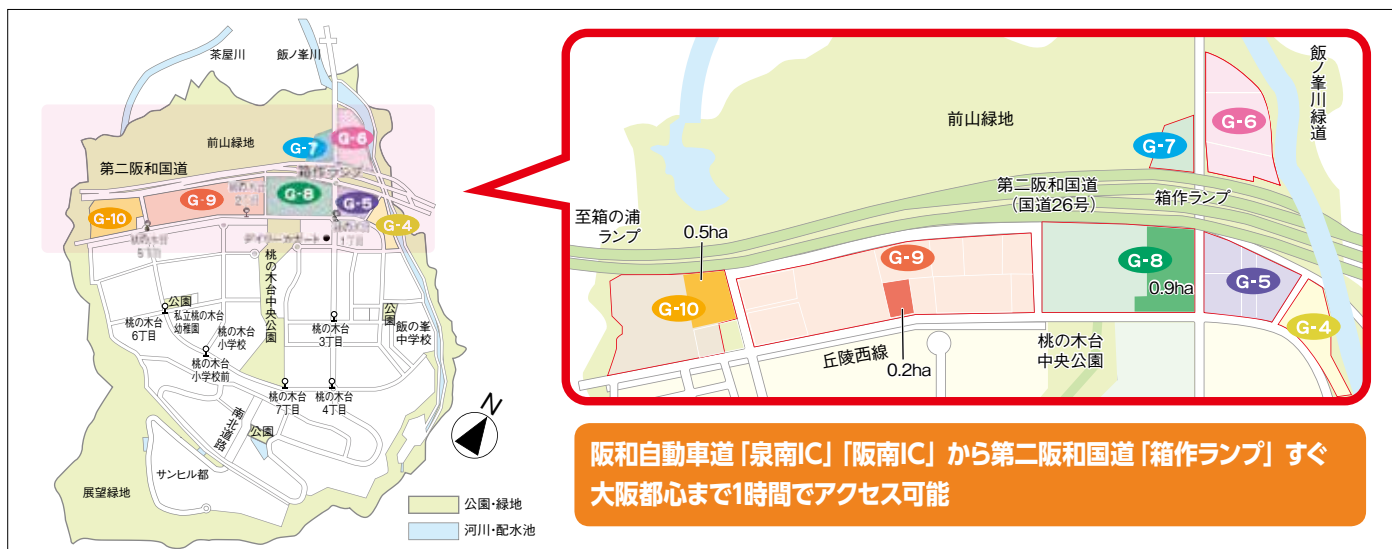 茶屋川
飯ノ峯川
前山緑地
G-7
G-6
第二阪和国道
箱作ランプ
G-10
G-9
G-8
G-5
G-4
桃の木台中央公園
公園
私立桃の木台
幼稚園
桃の木台
6丁目
桃の木台
小学校
桃の木台
小学校前
桃の木台
3丁目
公園
飯の峯
中学校
桃の木台
7丁目
桃の木台
4丁目
南北道路
公園
サンヒル都
展望緑地
N
公園・緑地
河川・配水池
前山緑地
飯ノ峯川緑道
G-6
G-7
第二阪和国道
(国道26号)
箱作ランプ
至箱の浦
ランプ
0.5ha
G-9
G-8
G-5
0.9ha
G-10
G-4
丘陵西線
0.2ha
桃の木台
中央公園
阪和自動車道「泉南IC」「阪南IC」から第二阪和国道「箱作ランプ」すぐ
大阪都心まで1時間でアクセス可能